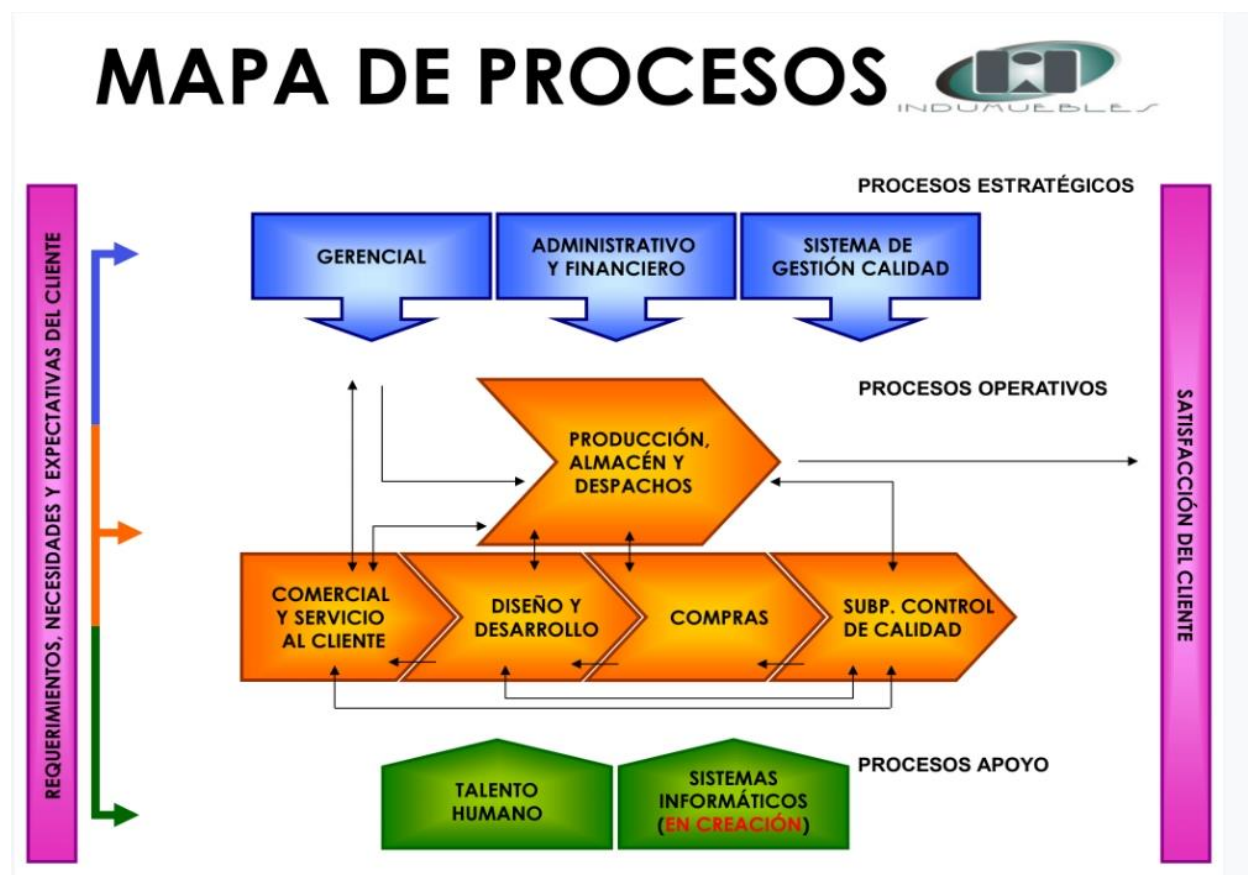 MAPA DE PROCESOS
INDUMUEBLES
REQUERIMIENTOS, NECESIDADES Y EXPECTATIVAS DEL CLIENTE
PROCESOS ESTRATÉGICOS
GERENCIAL
ADMINISTRATIVO
Y FINANCIERO
SISTEMA DE
GESTIÓN CALIDAD
PROCESOS OPERATIVOS
PRODUCCIÓN,
ALMACÉN Y
DESPACHOS
COMERCIAL
Y SERVICIO
AL CLIENTE
DISEÑO Y
DESARROLLO
COMPRAS
SUBP. CONTROL
DE CALIDAD
PROCESOS APOYO
TALENTO
HUMANO
SISTEMAS
INFORMÁTICOS
(EN CREACIÓN)
SATISFACCIÓN DEL CLIENTE